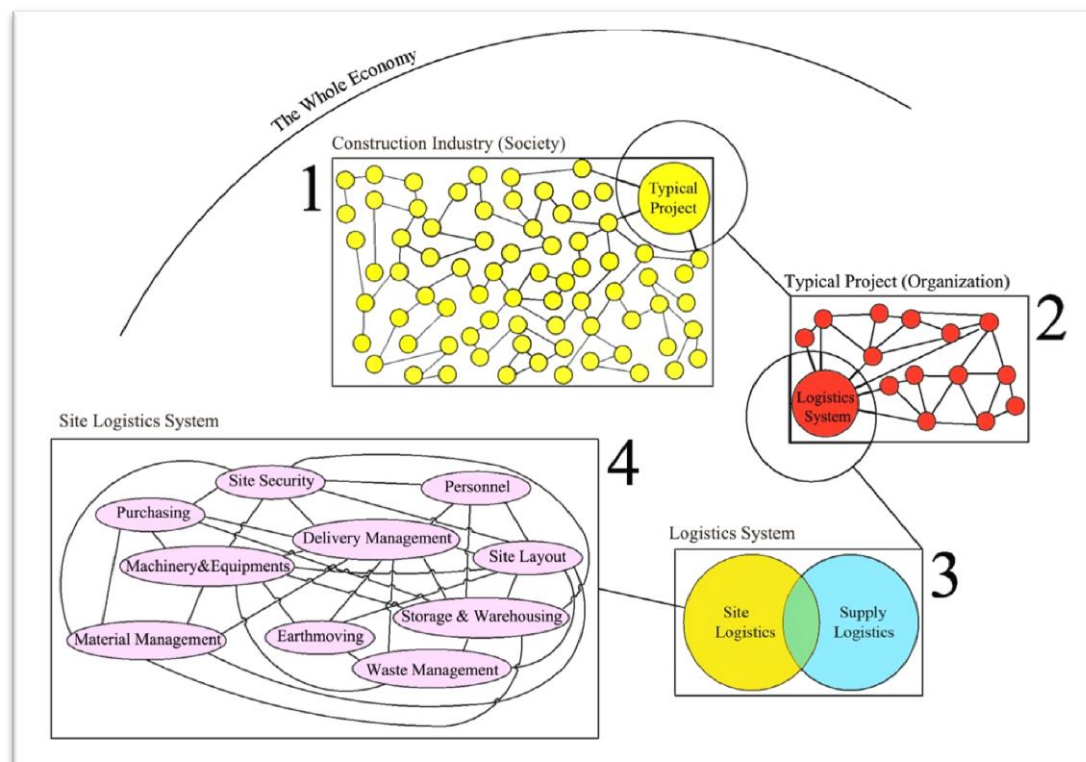 The Whole Economy
Construction Industry (Society)
1
Typical
Project
Typical Project (Organization)
2
Logistics
System
Site Logistics System
4
Site Security
Personnel
Purchasing
Delivery Management
Site Layout
Machinery&Equipments
Storage & Warehousing
Material Management
Earthmoving
Waste Management
Logistics System
3
Site
Logistics
Supply
Logistics